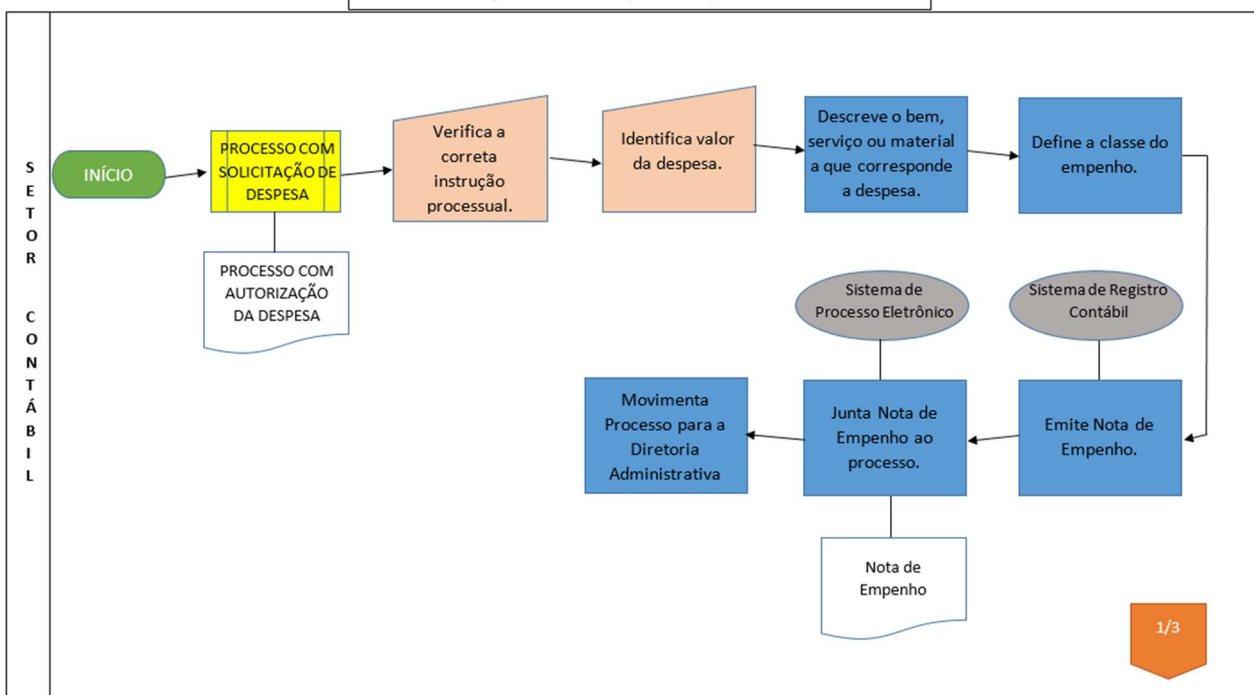 SETOR CONTÁBIL
INÍCIO
PROCESSO COM
SOLICITAÇÃO DE
DESPESA
PROCESSO COM
AUTORIZAÇÃO
DA DESPESA
Verifica a
correta
instrução
processual.
Identifica valor
da despesa.
Descreve o bem,
serviço ou material
a que corresponde
a despesa.
Define a classe do
empenho.
Sistema de Registro
Contábil
Emite Nota de
Empenho.
Sistema de
Processo Eletrônico
Junta Nota de
Empenho ao
processo.
Nota de
Empenho
Movimenta
Processo para a
Diretoria
Administrativa
1/3